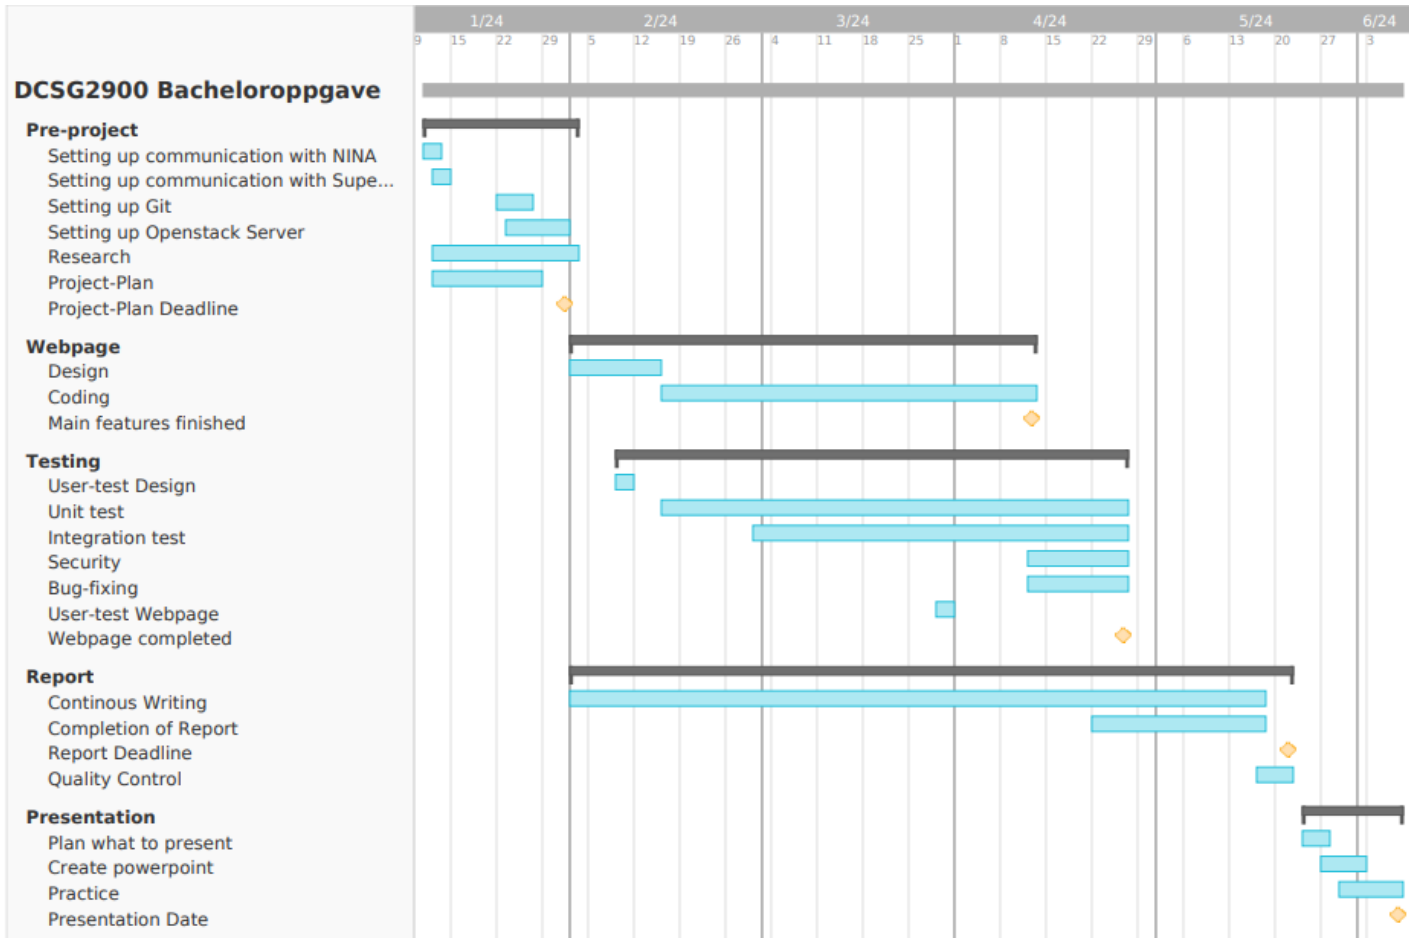 1/24 2/24 3/24 4/24 5/24 6/24
9 15 22 29 5 12 19 26 4 11 18 25 1 8 15 22 29 6 13 20 27 3
DCSG2900 Bacheloroppgave
Pre-project
Setting up communication with NINA
Setting up communication with Supe...
Setting up Git
Setting up Openstack Server
Research
Project-Plan
Project-Plan Deadline
Webpage
Design
Coding
Main features finished
Testing
User-test Design
Unit test
Integration test
Security
Bug-fixing
User-test Webpage
Webpage completed
Report
Continous Writing
Completion of Report
Report Deadline
Quality Control
Presentation
Plan what to present
Create powerpoint
Practice
Presentation Date